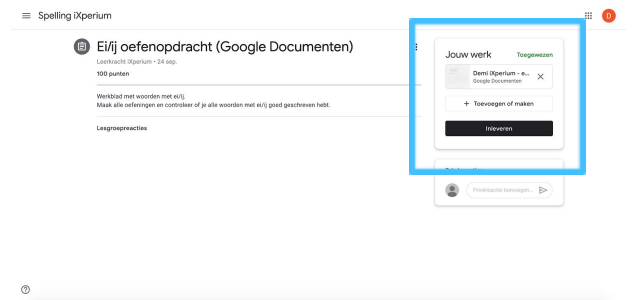 Spelling iXperium
D
Ei/ij oefenopdracht (Google Documenten)
Leerkracht iXperium • 24 sep.
100 punten
Werkblad met woorden met ei/ij.
Maak alle oefeningen en controleer of je alle woorden met ei/ij goed geschreven hebt.
Lesgroepreacties
Jouw werk
Toegewezen
Demi iXperium - e...
Google Documenten
+ Toevoegen of maken
Inleveren
Privéreactie toevoegen...